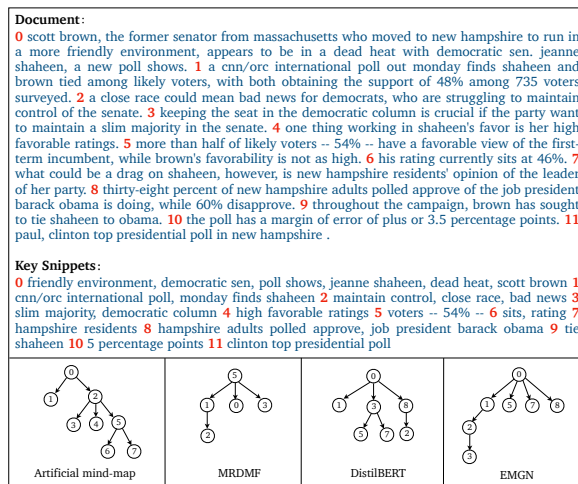 Document:
0 scott brown, the former senator from massachusetts who moved to new hampshire to run in
a more friendly environment, appears to be in a dead heat with democratic sen. jeanne
shaheen, a new poll shows. 1 a cnn/orc international poll out monday finds shaheen and
brown tied among likely voters, with both obtaining the support of 48% among 735 voters
surveyed. 2 a close race could mean bad news for democrats, who are struggling to maintain
control of the senate. 3 keeping the seat in the democratic column is crucial if the party want
to maintain a slim majority in the senate. 4 one thing working in shaheen's favor is her high
favorable ratings. 5 more than half of likely voters -- 54% -- have a favorable view of the first-
term incumbent, while brown's favorability is not as high. 6 his rating currently sits at 46%. 7
what could be a drag on shaheen, however, is new hampshire residents' opinion of the leader
of her party. 8 thirty-eight percent of new hampshire adults polled approve of the job president
barack obama is doing, while 60% disapprove. 9 throughout the campaign, brown has sought
to tie shaheen to obama. 10 the poll has a margin of error of plus or 3.5 percentage points. 11
paul, clinton top presidential poll in new hampshire .
Key Snippets:
0 friendly environment, democratic sen, poll shows, jeanne shaheen, dead heat, scott brown 1
cnn/orc international poll, monday finds shaheen 2 maintain control, close race, bad news 3
slim majority, democratic column 4 high favorable ratings 5 voters -- 54% -- 6 sits, rating 7
hampshire residents 8 hampshire adults polled approve, job president barack obama 9 tie
shaheen 10 5 percentage points 11 clinton top presidential poll
0
1 2
3 4 5
6 7
Artificial mind-map
5
1 0 3
2
MRDMF
0
1 3 8
5 7 2
DistilBERT
0
1 5 7 8
2
3
EMGN